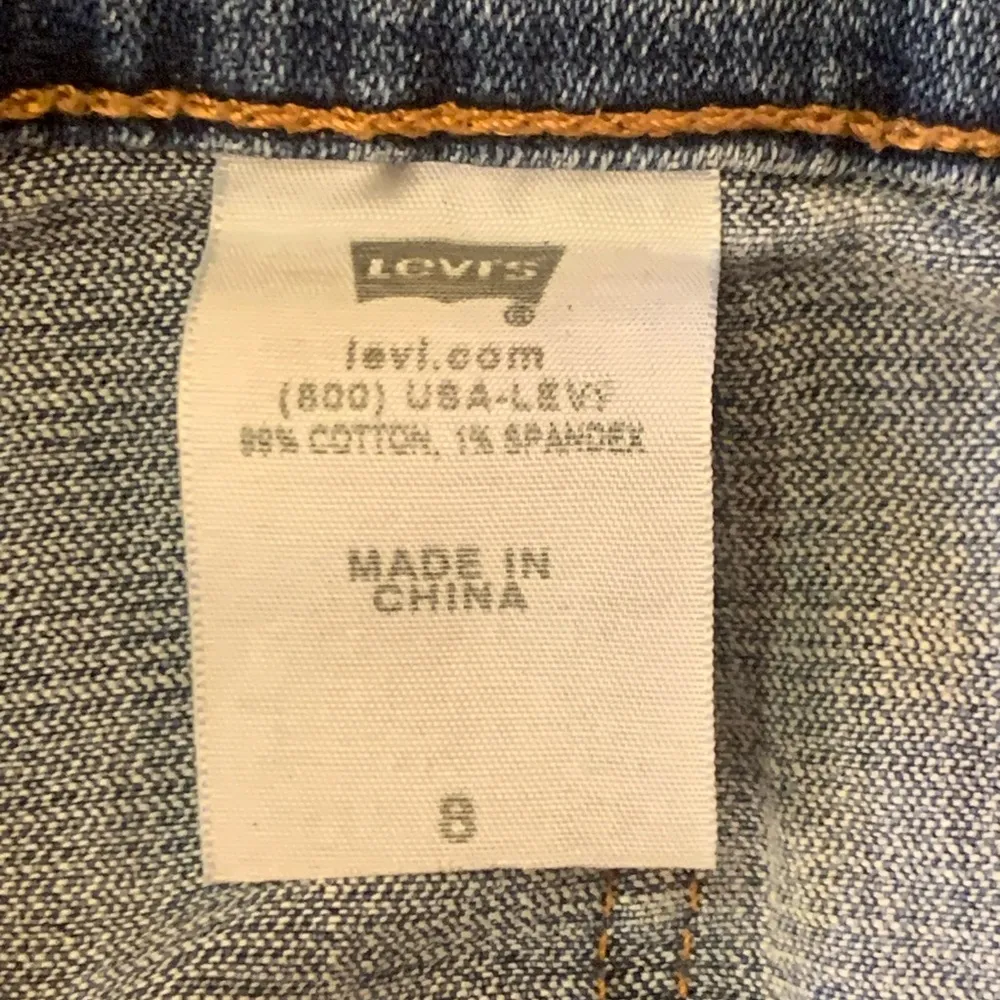 LEVI'S
®
levi.com
(800) USA-LEVI
99% COTTON, 1% SPANDEX
MADE IN
CHINA
8